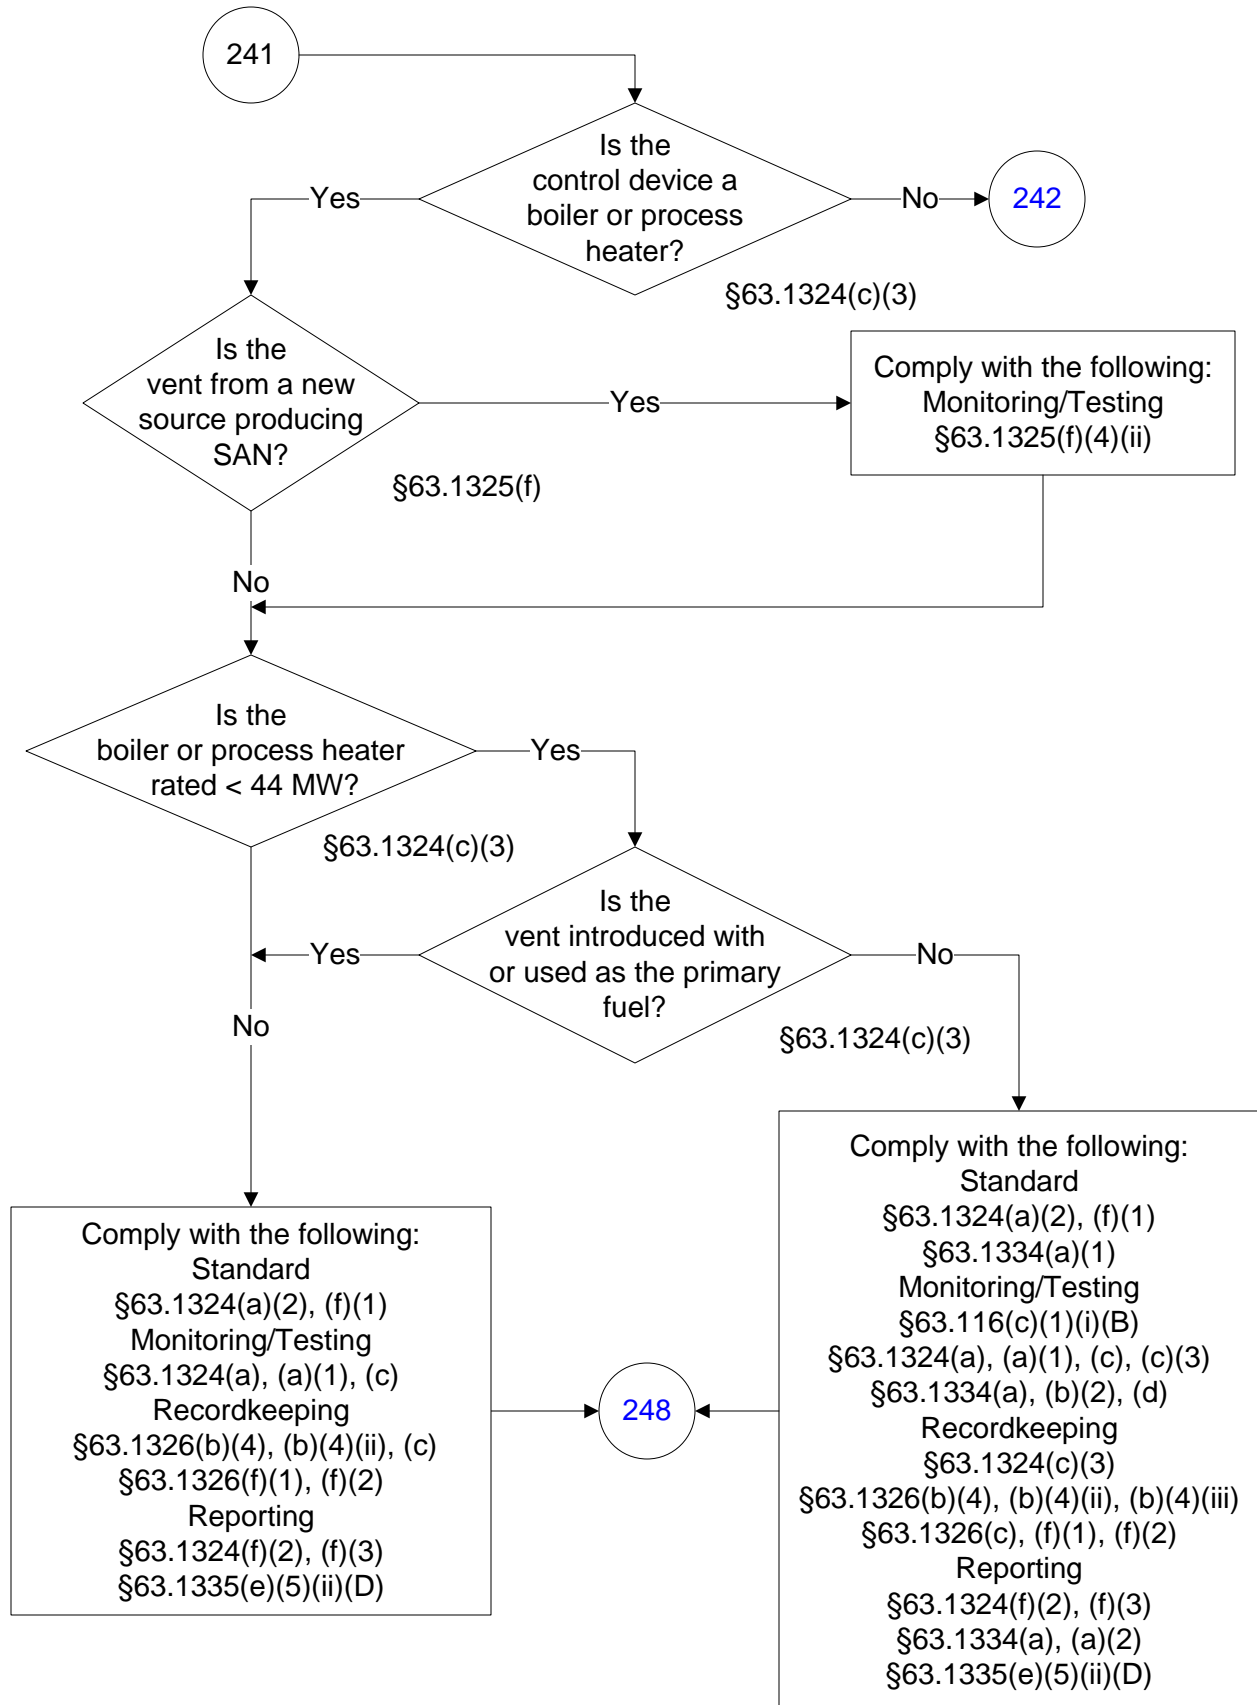 241
Is the
control device a
boiler or process
heater?
Yes
No
242
§63.1324(c)(3)
Is the
vent from a new
source producing
SAN?
Yes
Comply with the following:
Monitoring/Testing
§63.1325(f)(4)(ii)
§63.1325(f)
No
Is the
boiler or process heater
rated < 44 MW?
Yes
§63.1324(c)(3)
Is the
vent introduced with
or used as the primary
fuel?
Yes
No
§63.1324(c)(3)
No
Comply with the following:
Standard
§63.1324(a)(2), (f)(1)
Monitoring/Testing
§63.1324(a), (a)(1), (c)
Recordkeeping
§63.1326(b)(4), (b)(4)(ii), (c)
§63.1326(f)(1), (f)(2)
Reporting
§63.1324(f)(2), (f)(3)
§63.1335(e)(5)(ii)(D)
248
Comply with the following:
Standard
§63.1324(a)(2), (f)(1)
§63.1334(a)(1)
Monitoring/Testing
§63.116(c)(1)(i)(B)
§63.1324(a), (a)(1), (c), (c)(3)
§63.1334(a), (b)(2), (d)
Recordkeeping
§63.1324(c)(3)
§63.1326(b)(4), (b)(4)(ii), (b)(4)(iii)
§63.1326(c), (f)(1), (f)(2)
Reporting
§63.1324(f)(2), (f)(3)
§63.1334(a), (a)(2)
§63.1335(e)(5)(ii)(D)